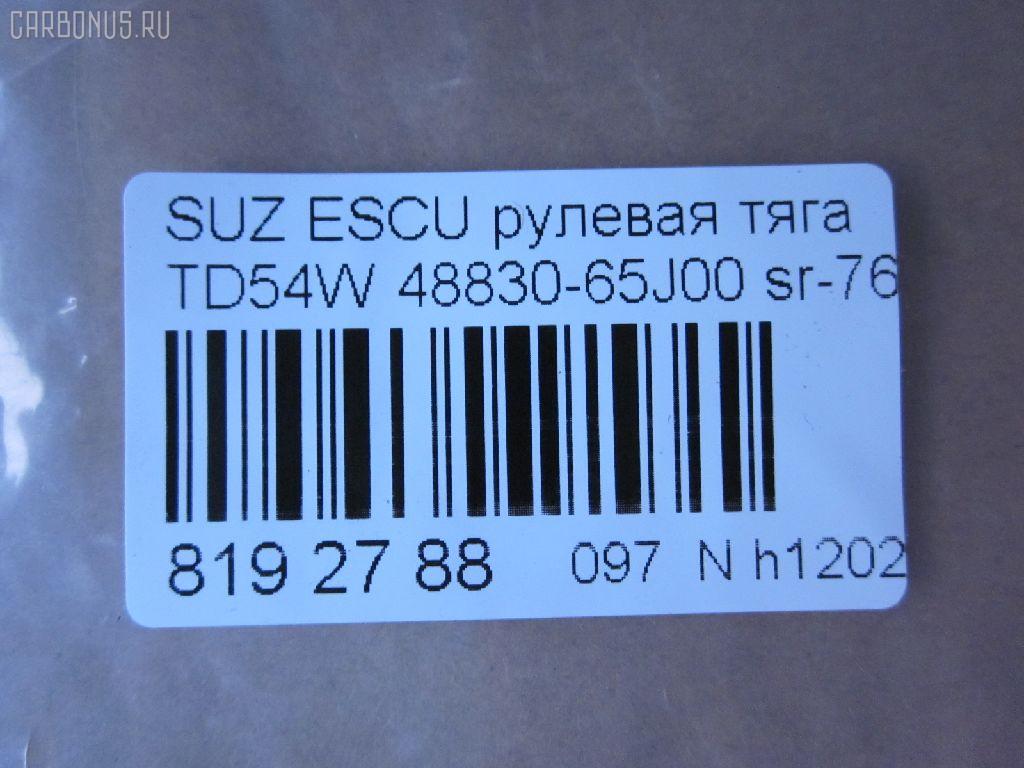 CARBONUS.RU
SUZ ESCU рулевая тяга
TD54W 48830-65J00 sr-76
819 27 88 097 N h1202